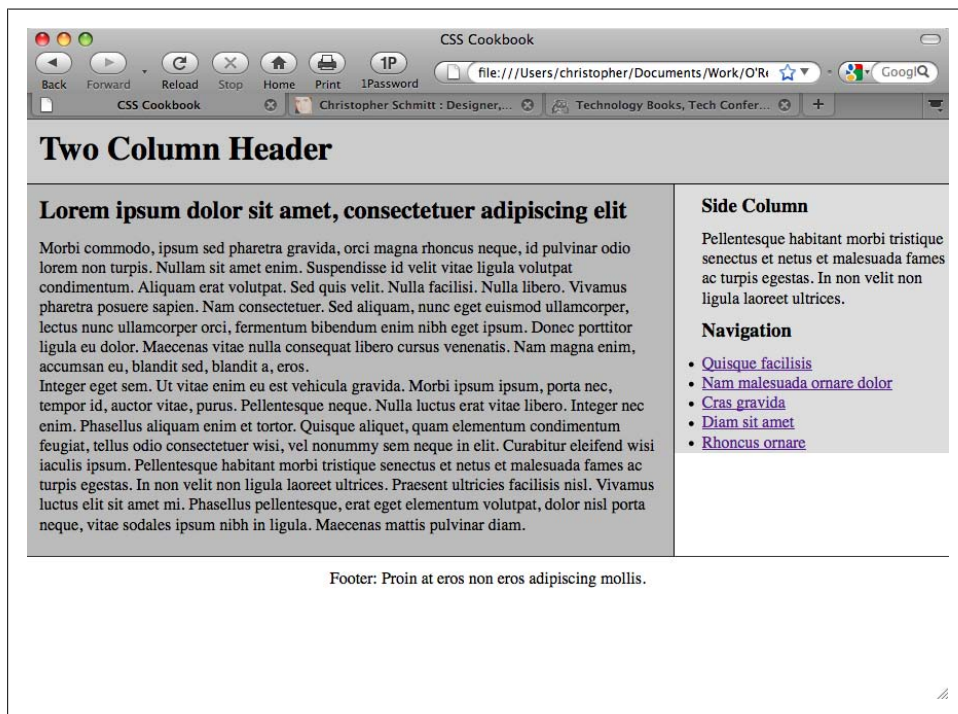 CSS Cookbook
Back Forward Reload Stop Home Print 1Password
1P
file:///Users/christopher/Documents/Work/O'Re
Googl
CSS Cookbook
Christopher Schmitt : Designer,...
Technology Books, Tech Confer...
Two Column Header
Lorem ipsum dolor sit amet, consectetuer adipiscing elit
Morbi commodo, ipsum sed pharetra gravida, orci magna rhoncus neque, id pulvinar odio
lorem non turpis. Nullam sit amet enim. Suspendisse id velit vitae ligula volutpat
condimentum. Aliquam erat volutpat. Sed quis velit. Nulla facilisi. Nulla libero. Vivamus
pharetra posuere sapien. Nam consectetuer. Sed aliquam, nunc eget euismod ullamcorper,
lectus nunc ullamcorper orci, fermentum bibendum enim nibh eget ipsum. Donec porttitor
ligula eu dolor. Maecenas vitae nulla consequat libero cursus venenatis. Nam magna enim,
accumsan eu, blandit sed, blandit a, eros.
Integer eget sem. Ut vitae enim eu est vehicula gravida. Morbi ipsum ipsum, porta nec,
tempor id, auctor vitae, purus. Pellentesque neque. Nulla luctus erat vitae libero. Integer nec
enim. Phasellus aliquam enim et tortor. Quisque aliquet, quam elementum condimentum
feugiat, tellus odio consectetuer wisi, vel nonummy sem neque in elit. Curabitur eleifend wisi
iaculis ipsum. Pellentesque habitant morbi tristique senectus et netus et malesuada fames ac
turpis egestas. In non velit non ligula laoreet ultrices. Praesent ultricies facilisis nisl. Vivamus
luctus elit sit amet mi. Phasellus pellentesque, erat eget elementum volutpat, dolor nisl porta
neque, vitae sodales ipsum nibh in ligula. Maecenas mattis pulvinar diam.
Side Column
Pellentesque habitant morbi tristique
senectus et netus et malesuada fames
ac turpis egestas. In non velit non
ligula laoreet ultrices.
Navigation
• Quisque facilisis
• Nam malesuada ornare dolor
• Cras gravida
• Diam sit amet
• Rhoncus ornare
Footer: Proin at eros non eros adipiscing mollis.